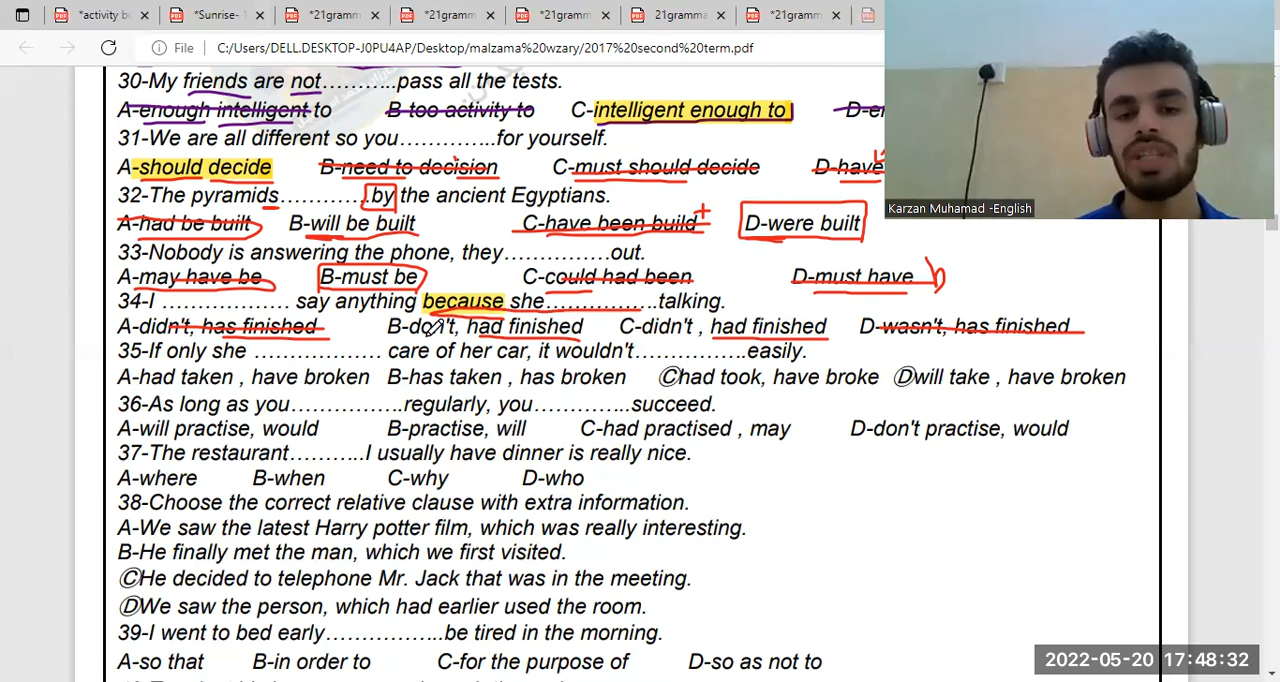 *activity b
*Sunrise-
*21gramm
*21gramm
*21gramm
21gramma
*21gramm
File C:/Users/DELL.DESKTOP-J0PU4AP/Desktop/malzama%20wzary/2017%20second%20term.pdf
30-My friends are not………..pass all the tests.
A-enough intelligent to B-too activity to C-intelligent enough to D-e
31-We are all different so you…………..for yourself.
A-should decide B-need to decision C-must should decide D-have
32-The pyramids………….by the ancient Egyptians.
A-had be built B-will be built C-have been build + D-were built
33-Nobody is answering the phone, they……………out.
A-may have be B-must be C-could had been D-must have b
34-I ……………… say anything because she……………..talking.
A-didn't, has finished B-don't, had finished C-didn't , had finished D-wasn't, has finished
35-If only she ……………… care of her car, it wouldn't……………..easily.
A-had taken , have broken B-has taken , has broken Ⓒhad took, have broke Ⓓwill take , have broken
36-As long as you…………….regularly, you…………..succeed.
A-will practise, would B-practise, will C-had practised , may D-don't practise, would
37-The restaurant………..I usually have dinner is really nice.
A-where B-when C-why D-who
38-Choose the correct relative clause with extra information.
A-We saw the latest Harry potter film, which was really interesting.
B-He finally met the man, which we first visited.
ⒸHe decided to telephone Mr. Jack that was in the meeting.
ⒹWe saw the person, which had earlier used the room.
39-I went to bed early……………..be tired in the morning.
A-so that B-in order to C-for the purpose of D-so as not to
Karzan Muhamad -English
2022-05-20 17:48:32